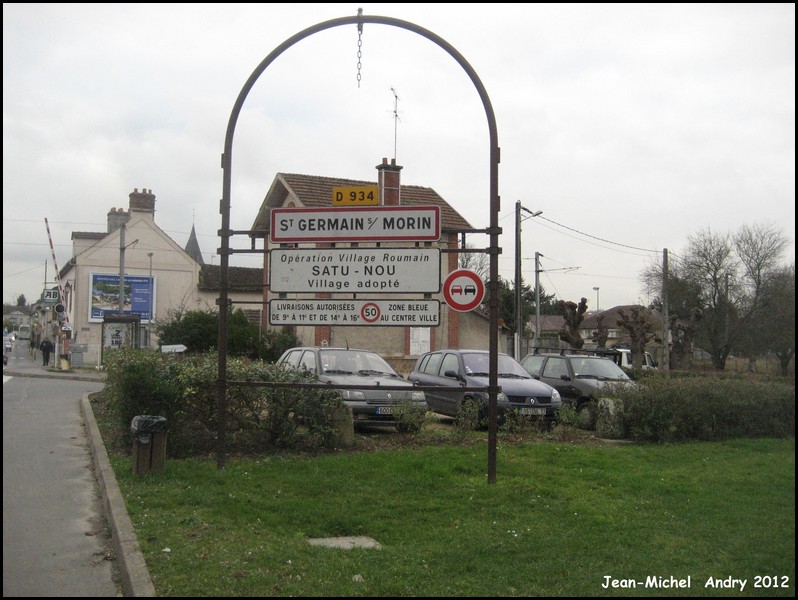 D 934
ST GERMAIN S/ MORIN
Opération Village Roumain
SATU - NOU
Village adopté
LIVRAISONS AUTORISÉES
DE 9H À 11H ET DE 14H À 16H
50
ZONE BLEUE
AU CENTRE VILLE
Jean-Michel Andry 2012